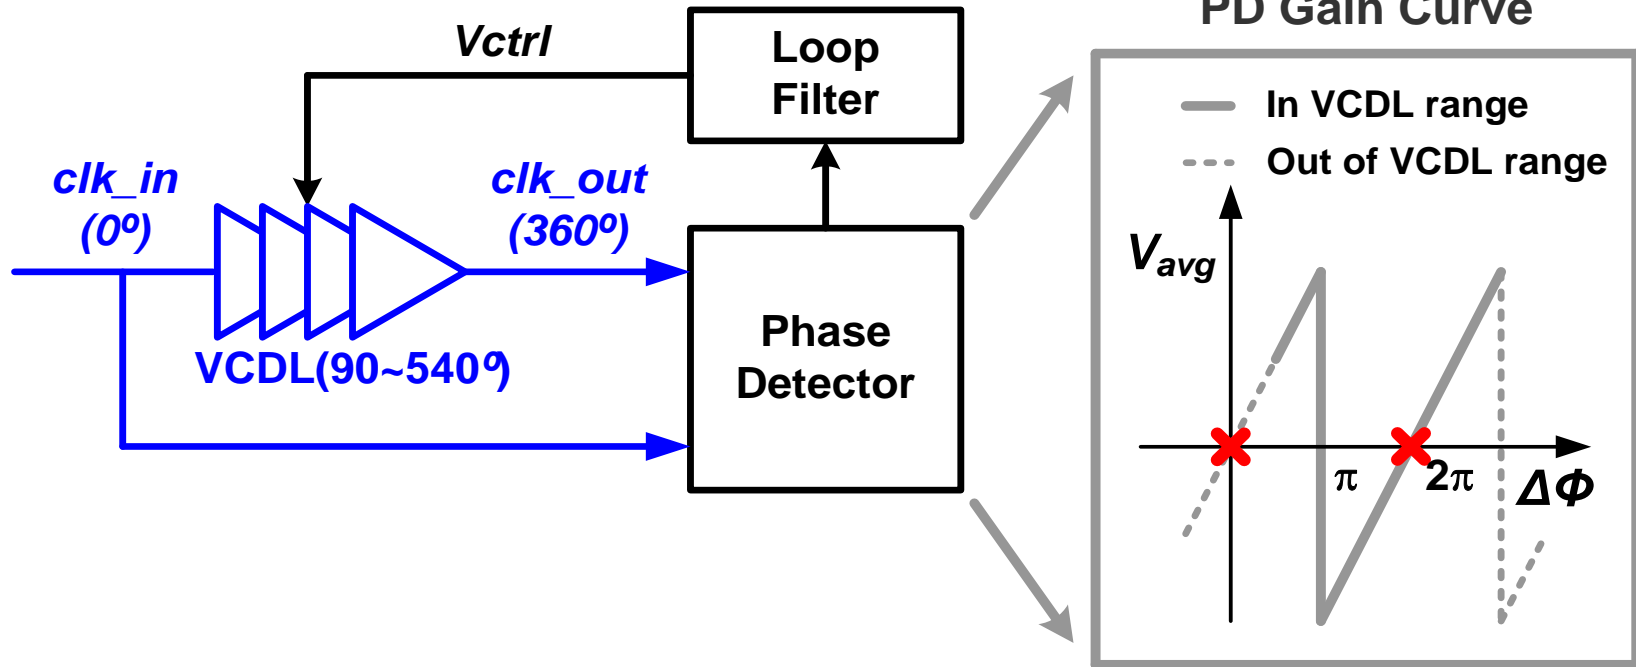 PD Gain Curve
Vctrl
Loop
Filter
In VCDL range
Out of VCDL range
clk_in
(0º)
clk_out
(360º)
VCDL(90~540º)
Phase
Detector
Vavg
π
2π
ΔΦ